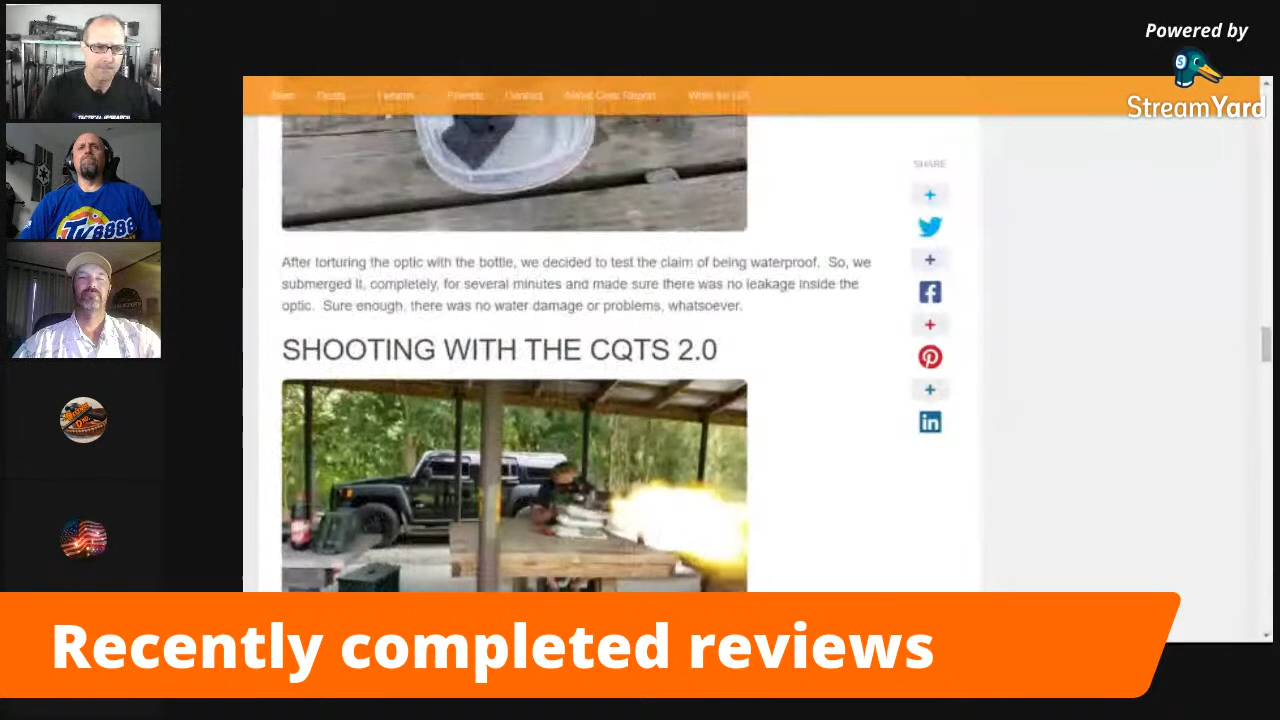 Powered by
StreamYard
Contact
SHARE
After torturing the optic with the bottle, we decided to test the claim of being waterproof.  So, we
submerged it, completely, for several minutes and made sure there was no leakage inside the
optic.  Sure enough, there was no water damage or problems, whatsoever.
SHOOTING WITH THE CQTS 2.0
TACTICAL RESEARCH
Recently completed reviews